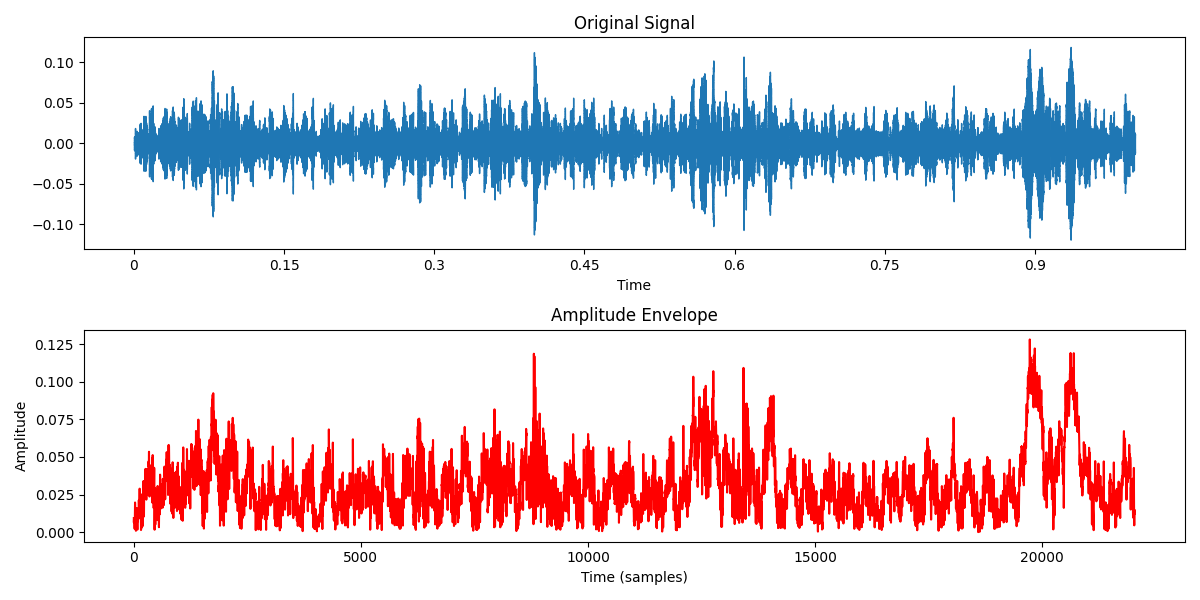 Original Signal
0.10
0.05
0.00
−0.05
−0.10
0 0.15 0.3 0.45 0.6 0.75 0.9
Time
Amplitude Envelope
Amplitude
0.125
0.100
0.075
0.050
0.025
0.000
0 5000 10000 15000 20000
Time (samples)